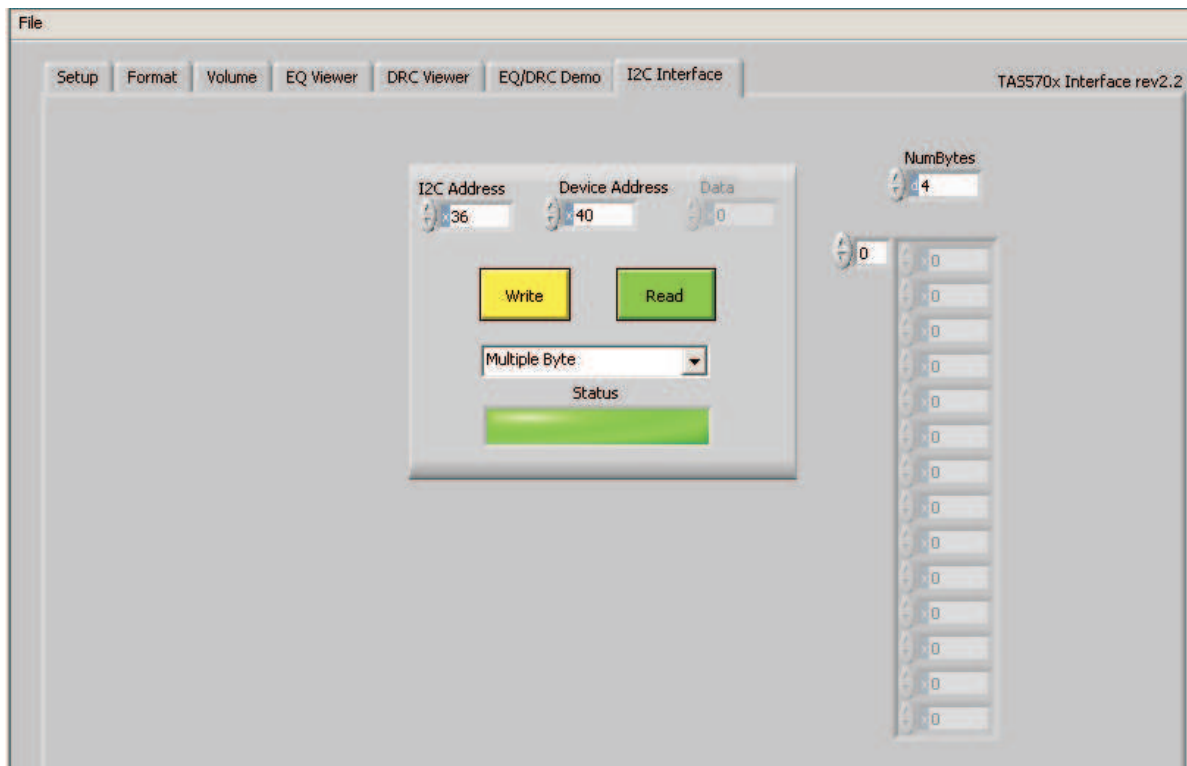 File
Setup Format Volume EQ Viewer DRC Viewer EQ/DRC Demo I2C Interface
TAS570x Interface rev2.2
NumBytes
d 4
I2C Address Device Address Data
x 36 x 40 x 0
0
Write Read
Multiple Byte
Status
x 0
x 0
x 0
x 0
x 0
x 0
x 0
x 0
x 0
x 0
x 0
x 0
x 0
x 0